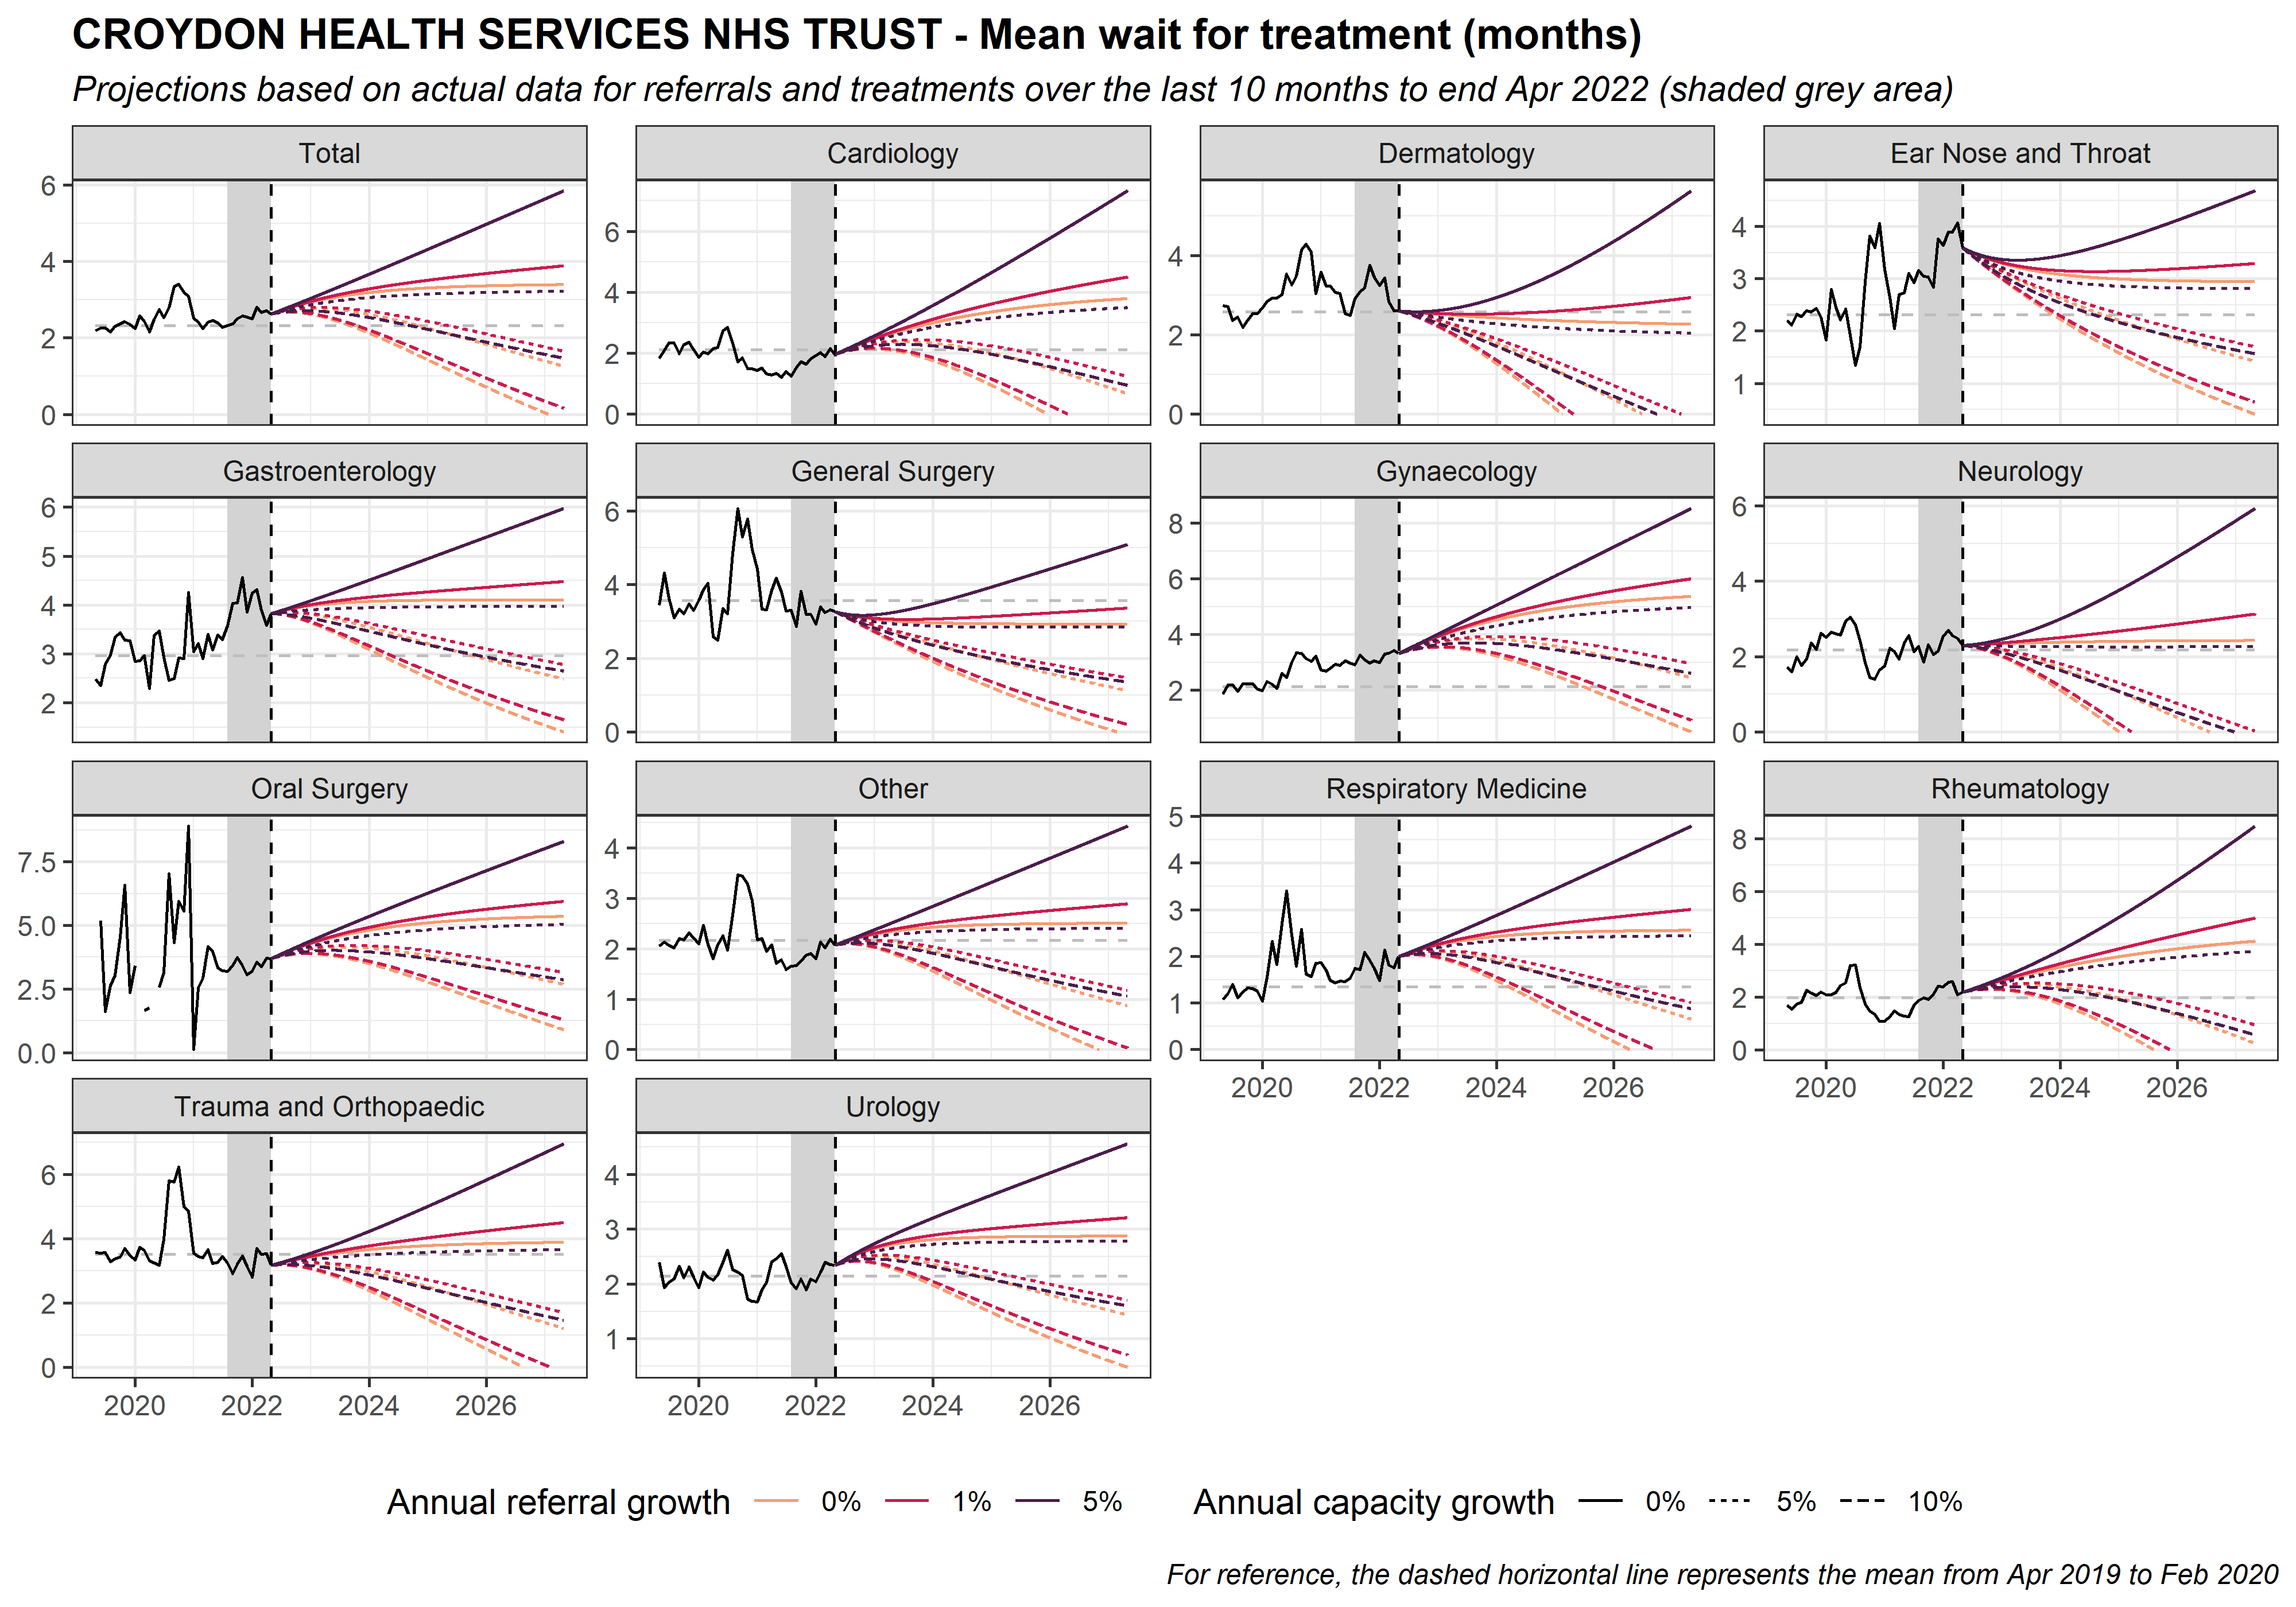 CROYDON HEALTH SERVICES NHS TRUST - Mean wait for treatment (months)
Projections based on actual data for referrals and treatments over the last 10 months to end Apr 2022 (shaded grey area)
Total
Cardiology
Dermatology
Ear Nose and Throat
6
4
2
0
6
4
2
0
4
2
0
4
3
2
1
Gastroenterology
General Surgery
Gynaecology
Neurology
6
5
4
3
2
6
4
2
0
8
6
4
2
6
4
2
0
Oral Surgery
Other
Respiratory Medicine
Rheumatology
7.5
5.0
2.5
0.0
4
3
2
1
0
5
4
3
2
1
0
8
6
4
2
0
2020 2022 2024 2026
2020 2022 2024 2026
Trauma and Orthopaedic
Urology
6
4
2
0
4
3
2
1
2020 2022 2024 2026
2020 2022 2024 2026
Annual referral growth 0% 1% 5%
Annual capacity growth 0% 5% 10%
For reference, the dashed horizontal line represents the mean from Apr 2019 to Feb 2020